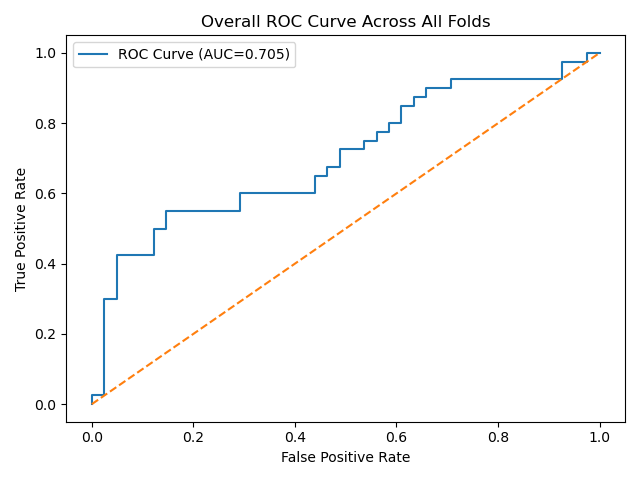 Overall ROC Curve Across All Folds
ROC Curve (AUC=0.705)
True Positive Rate
1.0
0.8
0.6
0.4
0.2
0.0
0.0 0.2 0.4 0.6 0.8 1.0
False Positive Rate